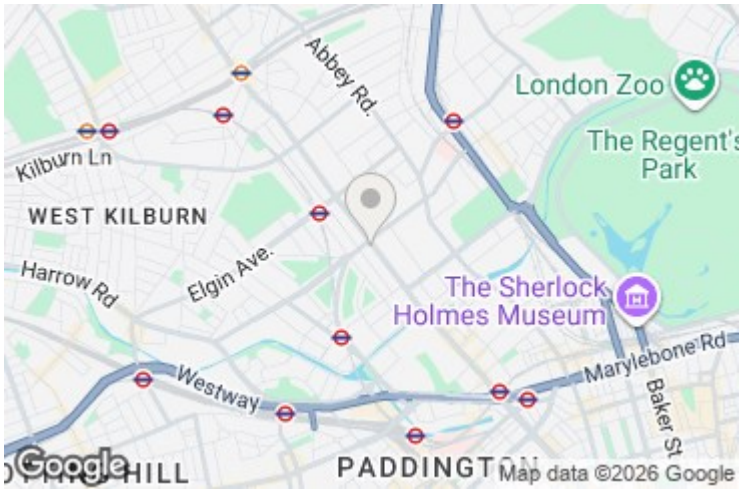 Abbey Rd.
London Zoo
The Regent's
Park
Kilburn Ln
WEST KILBURN
Elgin Ave.
Harrow Rd
The Sherlock
Holmes Museum
Marylebone Rd
Westway
Baker St.
Google
HILL
PADDINGTON
Map data ©2026 Google